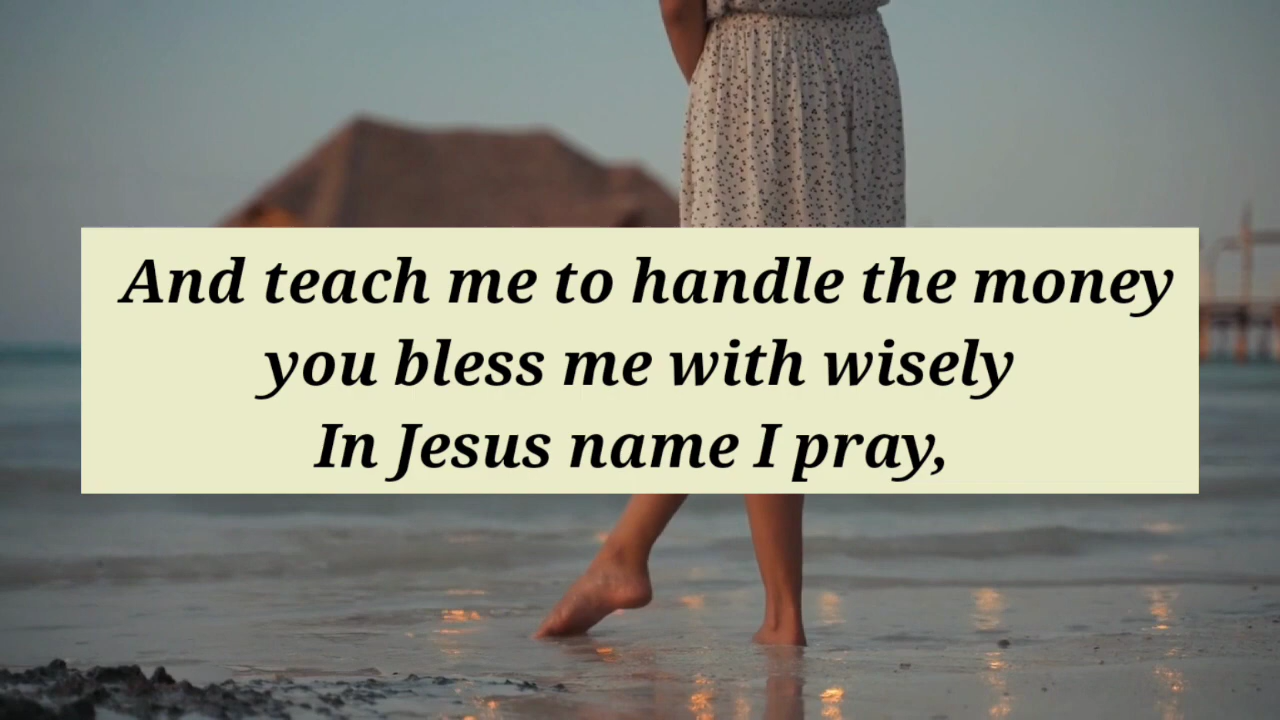 And teach me to handle the money
you bless me with wisely
In Jesus name I pray,